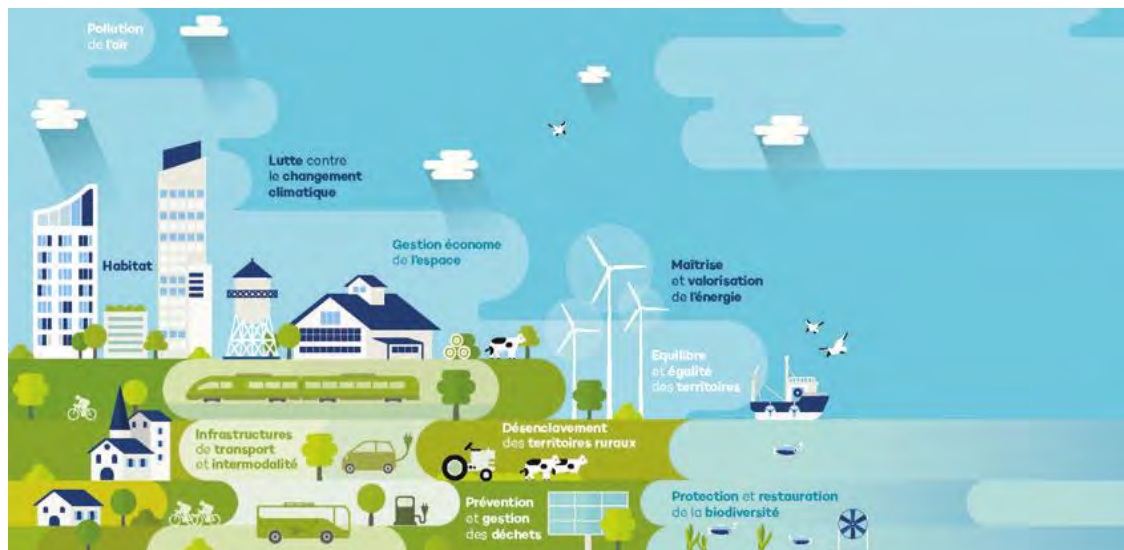 Pollution
de l'air
Lutte contre
le changement
climatique
Habitat
Gestion économe
de l'espace
Maîtrise
et valorisation
de l'énergie
Equilibre
et égalité
des territoires
Infrastructures
de transport
et intermodalité
Désenclavement
des territoires ruraux
Prévention
et gestion
des déchets
Protection et restauration
de la biodiversité